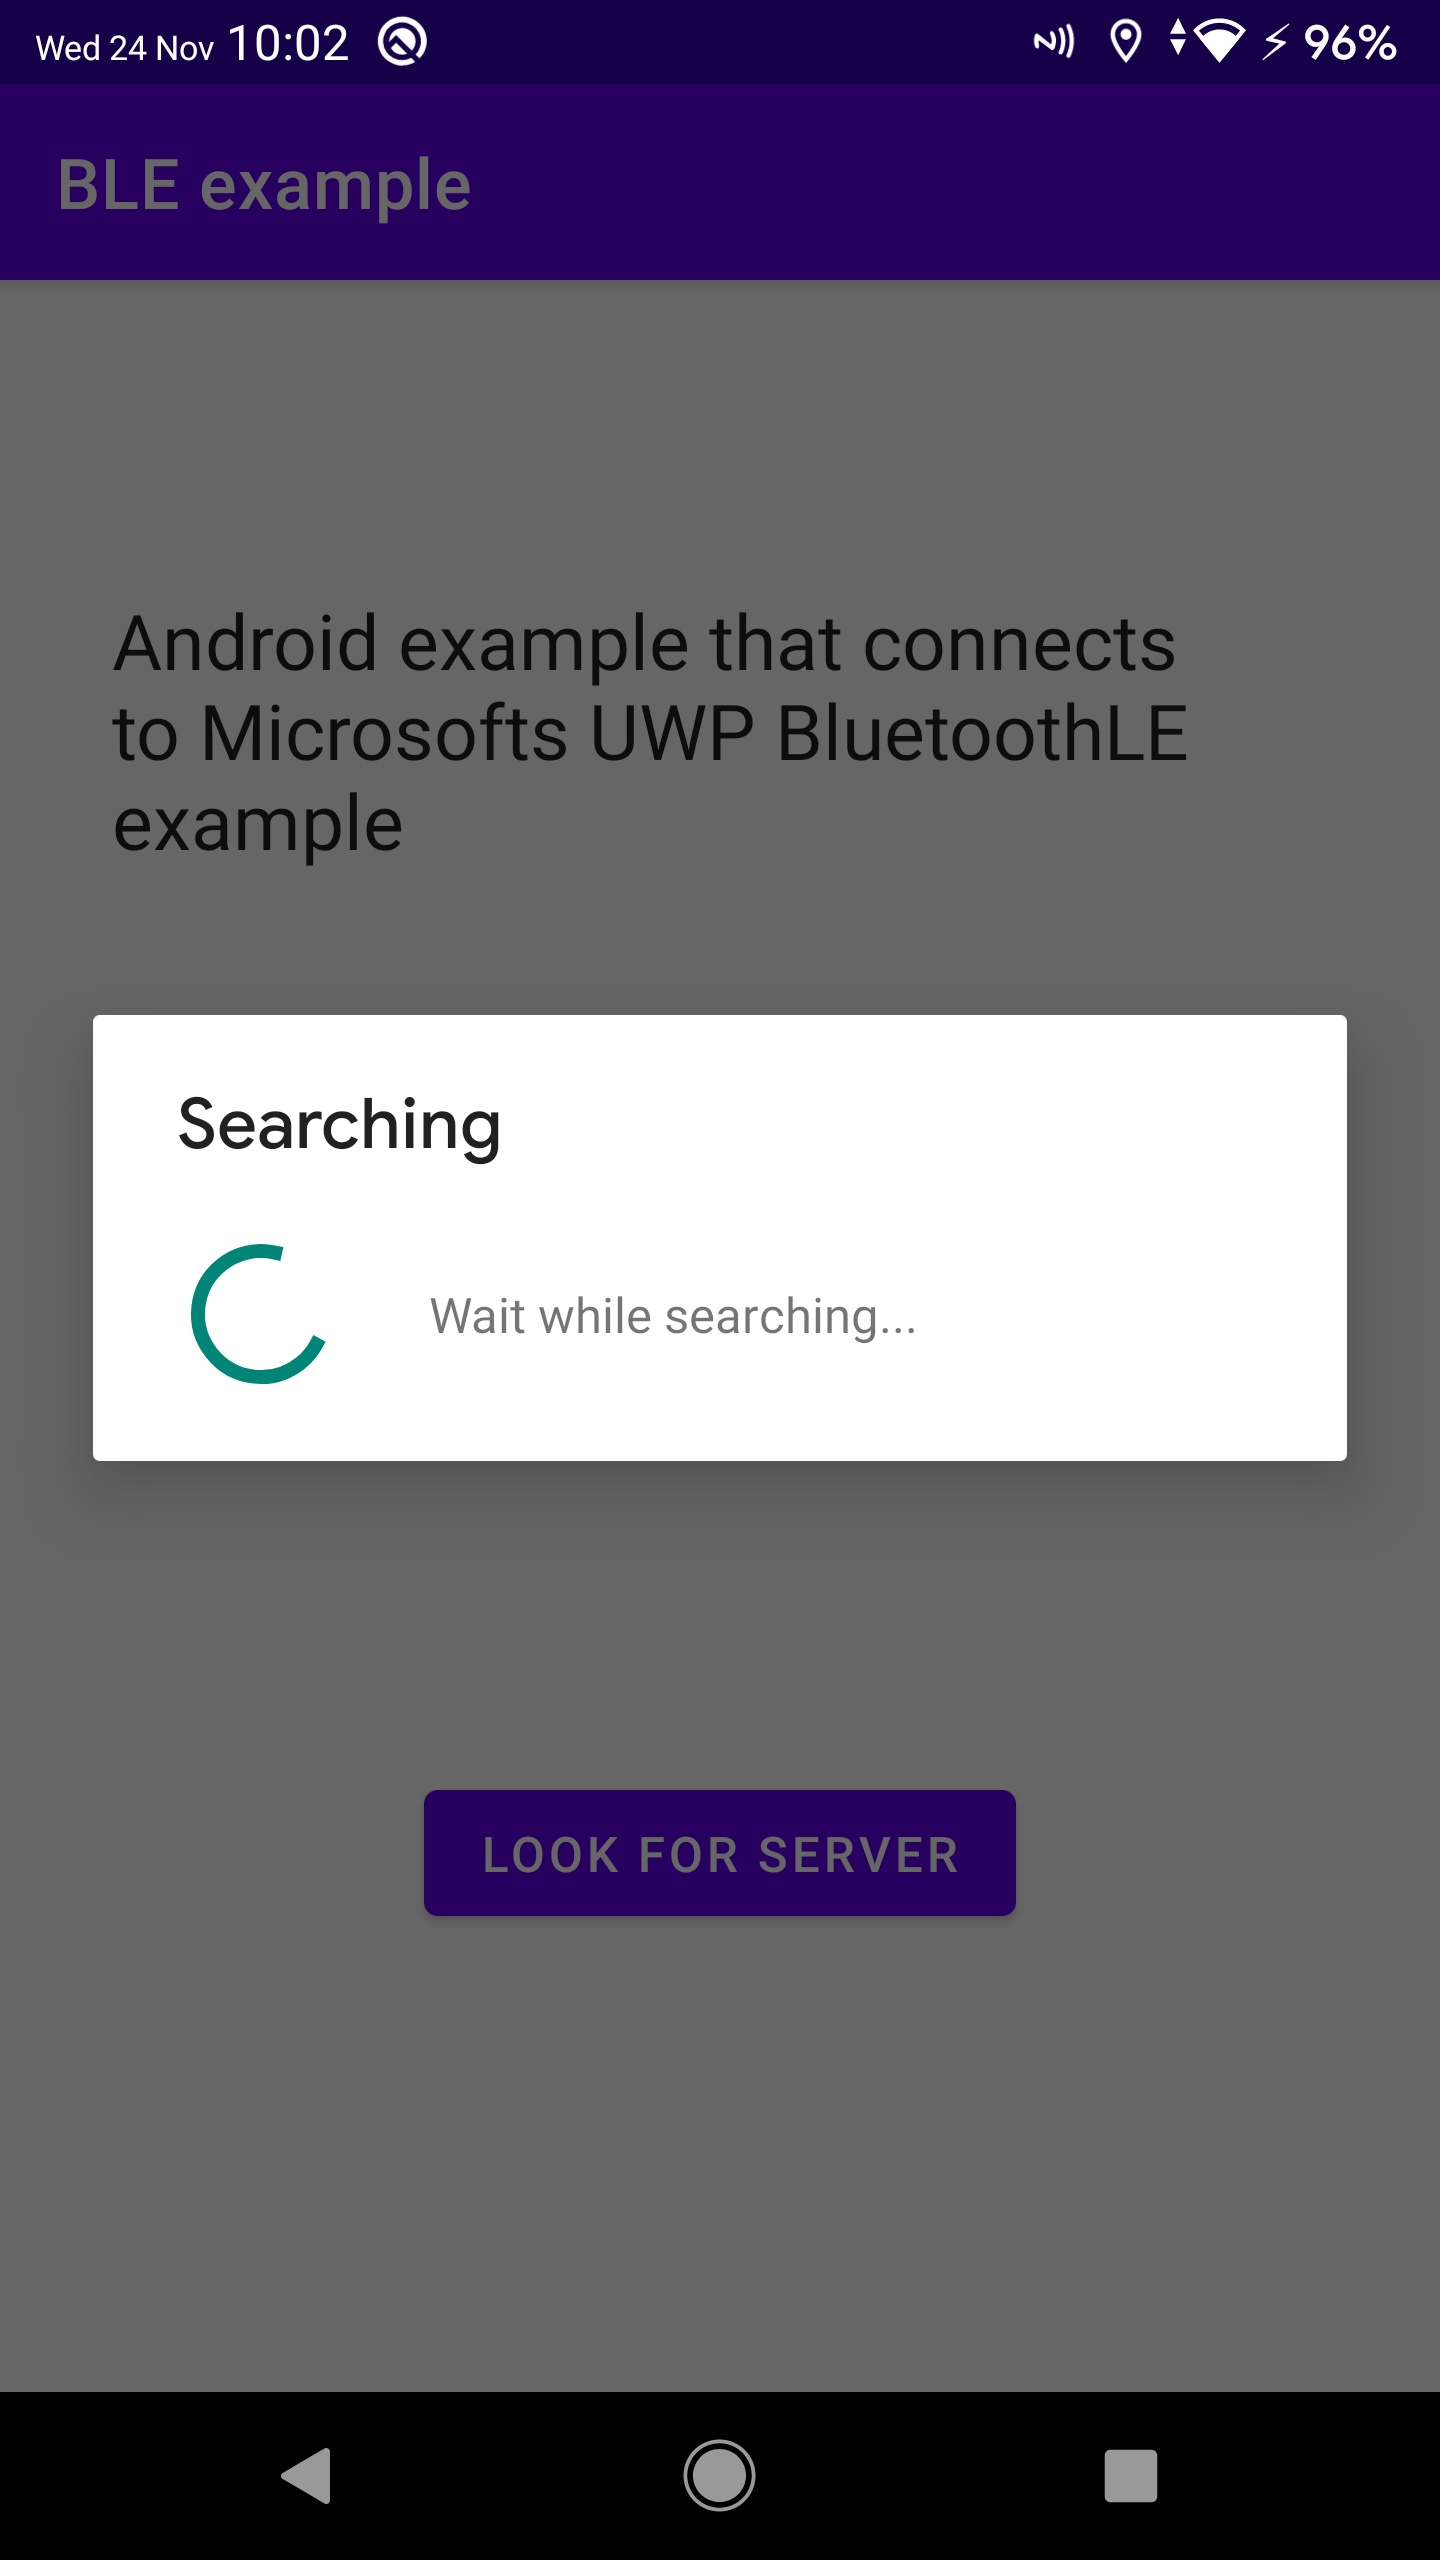 Wed 24 Nov 10:02 96%
BLE example
Android example that connects
to Microsofts UWP BluetoothLE
example
Searching
Wait while searching...
LOOK FOR SERVER